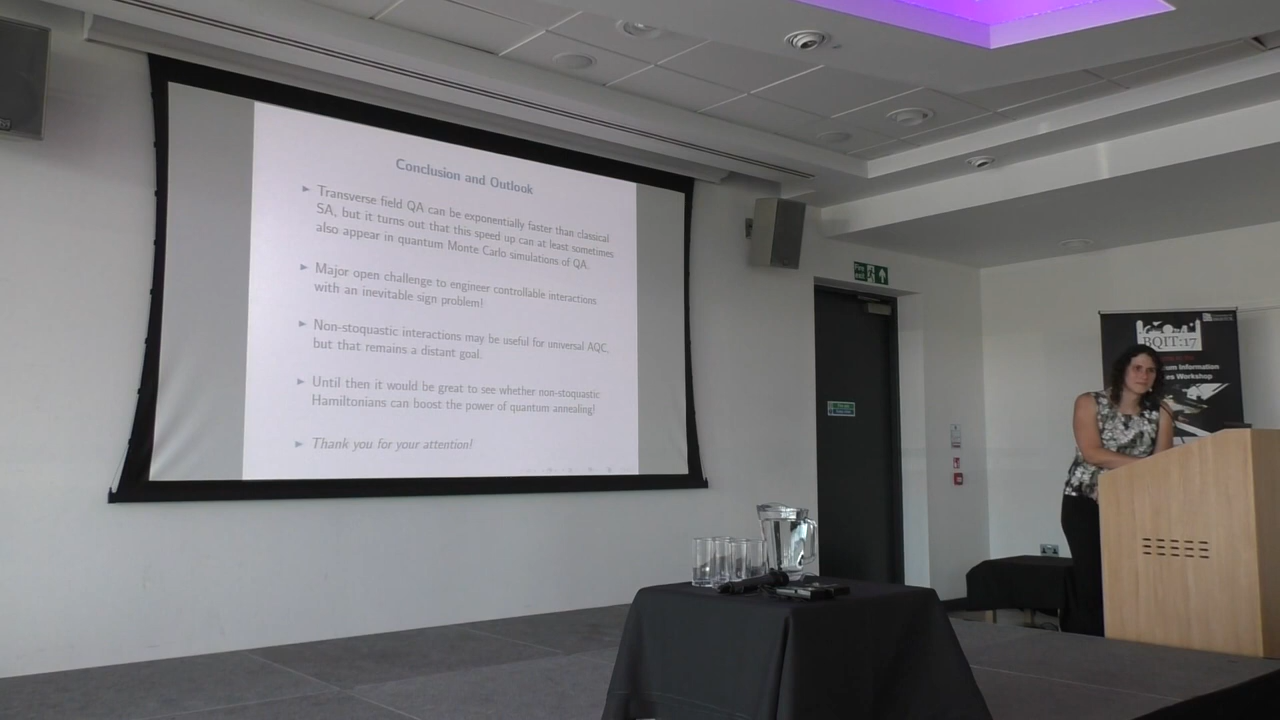 Conclusion and Outlook
Transverse field QA can be exponentially faster than classical
SA, but it turns out that this speed up can at least sometimes
also appear in quantum Monte Carlo simulations of QA.
Major open challenge to engineer controllable interactions
with an inevitable sign problem!
Non-stoquastic interactions may be useful for universal AQC,
but that remains a distant goal.
Until then it would be great to see whether non-stoquastic
Hamiltonians can boost the power of quantum annealing!
Thank you for your attention!
Fire exit
BQIT:17
Information
Workshop